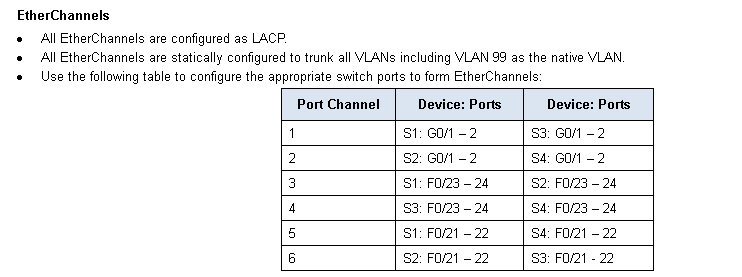 EtherChannels
• All EtherChannels are configured as LACP.
• All EtherChannels are statically configured to trunk all VLANs including VLAN 99 as the native VLAN.
• Use the following table to configure the appropriate switch ports to form EtherChannels:
Port Channel Device: Ports Device: Ports
1 S1: G0/1 – 2 S3: G0/1 – 2
2 S2: G0/1 – 2 S4: G0/1 – 2
3 S1: F0/23 – 24 S2: F0/23 – 24
4 S3: F0/23 – 24 S4: F0/23 – 24
5 S1: F0/21 – 22 S4: F0/21 – 22
6 S2: F0/21 – 22 S3: F0/21 - 22